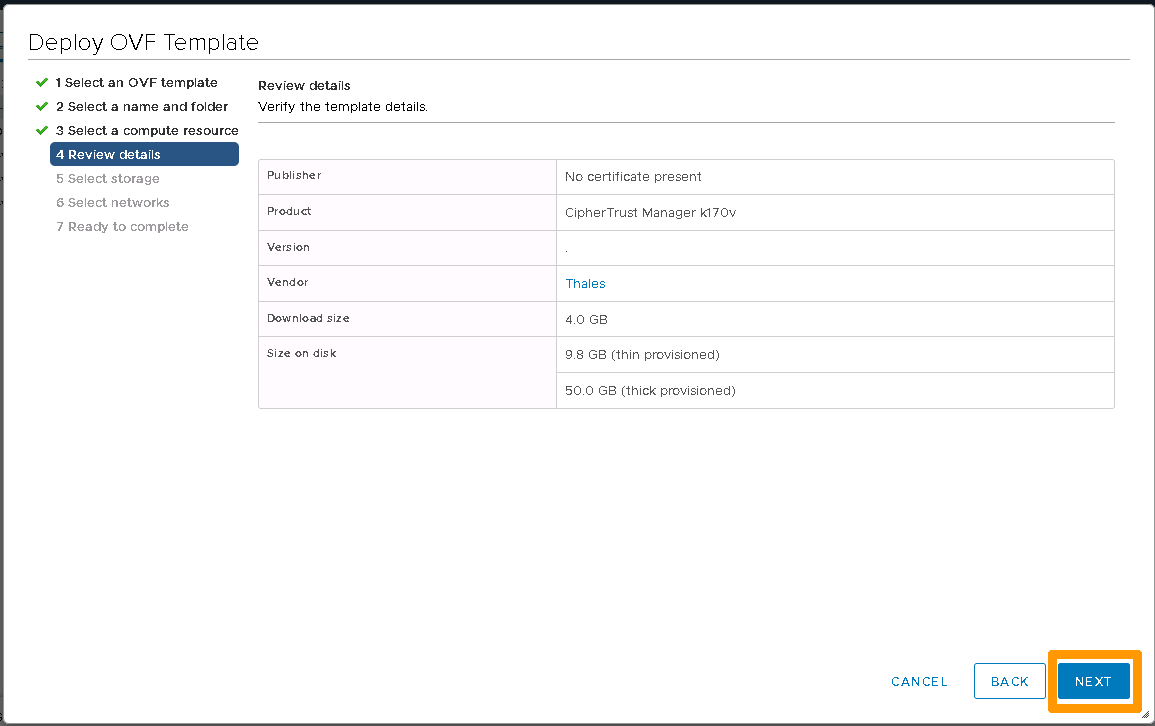 Deploy OVF Template
1 Select an OVF template
2 Select a name and folder
3 Select a compute resource
4 Review details
5 Select storage
6 Select networks
7 Ready to complete
Review details
Verify the template details.
Publisher No certificate present
Product CipherTrust Manager k170v
Version .
Vendor Thales
Download size 4.0 GB
Size on disk 9.8 GB (thin provisioned)
50.0 GB (thick provisioned)
CANCEL BACK NEXT